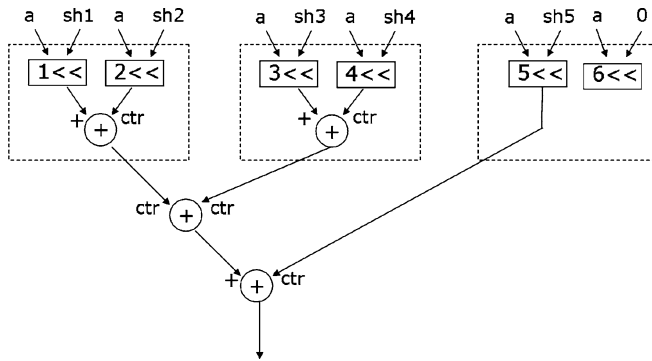 a sh1 a sh2 a sh3 a sh4 a sh5 a 0
1<< 2<< 3<< 4<< 5<< 6<<
+ + ctr + + ctr
ctr + ctr
+ + ctr